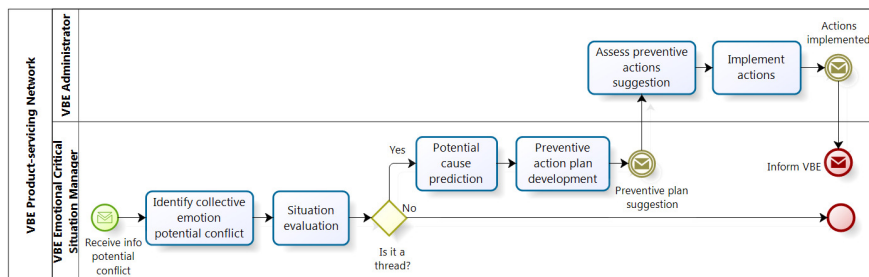 VBE Product-servicing Network
VBE Administrator
Assess preventive
actions
suggestion
Implement
actions
Actions
implemented
VBE Emotional Critical
Situation Manager
Receive info
potential
conflict
Identify collective
emotion
potential conflict
Situation
evaluation
Is it a
thread?
Yes
No
Potential
cause
prediction
Preventive
action plan
development
Preventive plan
suggestion
Inform VBE